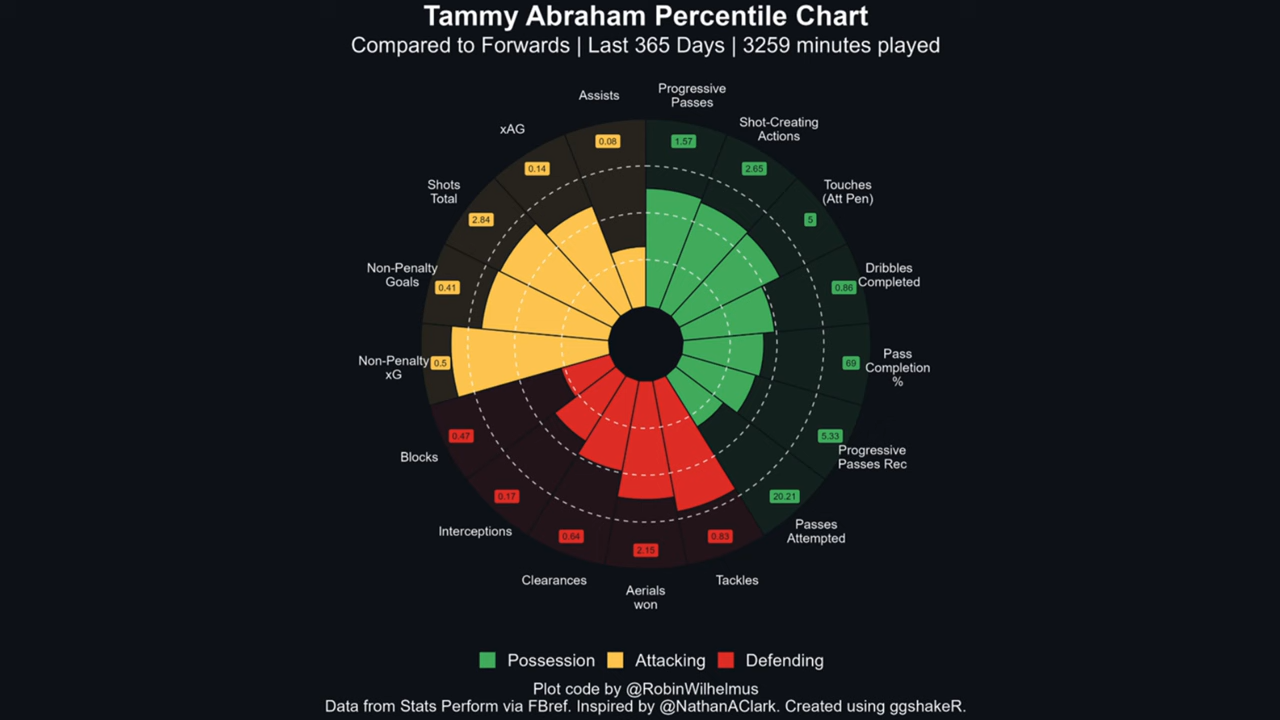 Tammy Abraham Percentile Chart
Compared to Forwards | Last 365 Days | 3259 minutes played
Assists
Progressive
Passes
xAG
Shot-Creating
Actions
0.08
1.57
0.14
2.65
Shots
Total
Touches
(Att Pen)
2.84
5
Non-Penalty
Goals
Dribbles
Completed
0.41
0.86
Non-Penalty
xG
0.5
69
Pass
Completion
%
0.47
5.33
Blocks
Progressive
Passes Rec
0.17
20.21
Interceptions
Passes
Attempted
0.64
2.15
0.83
Clearances
Aerials
won
Tackles
Possession
Attacking
Defending
Plot code by @RobinWilhelmus
Data from Stats Perform via FBref. Inspired by @NathanAClark. Created using ggshakeR.